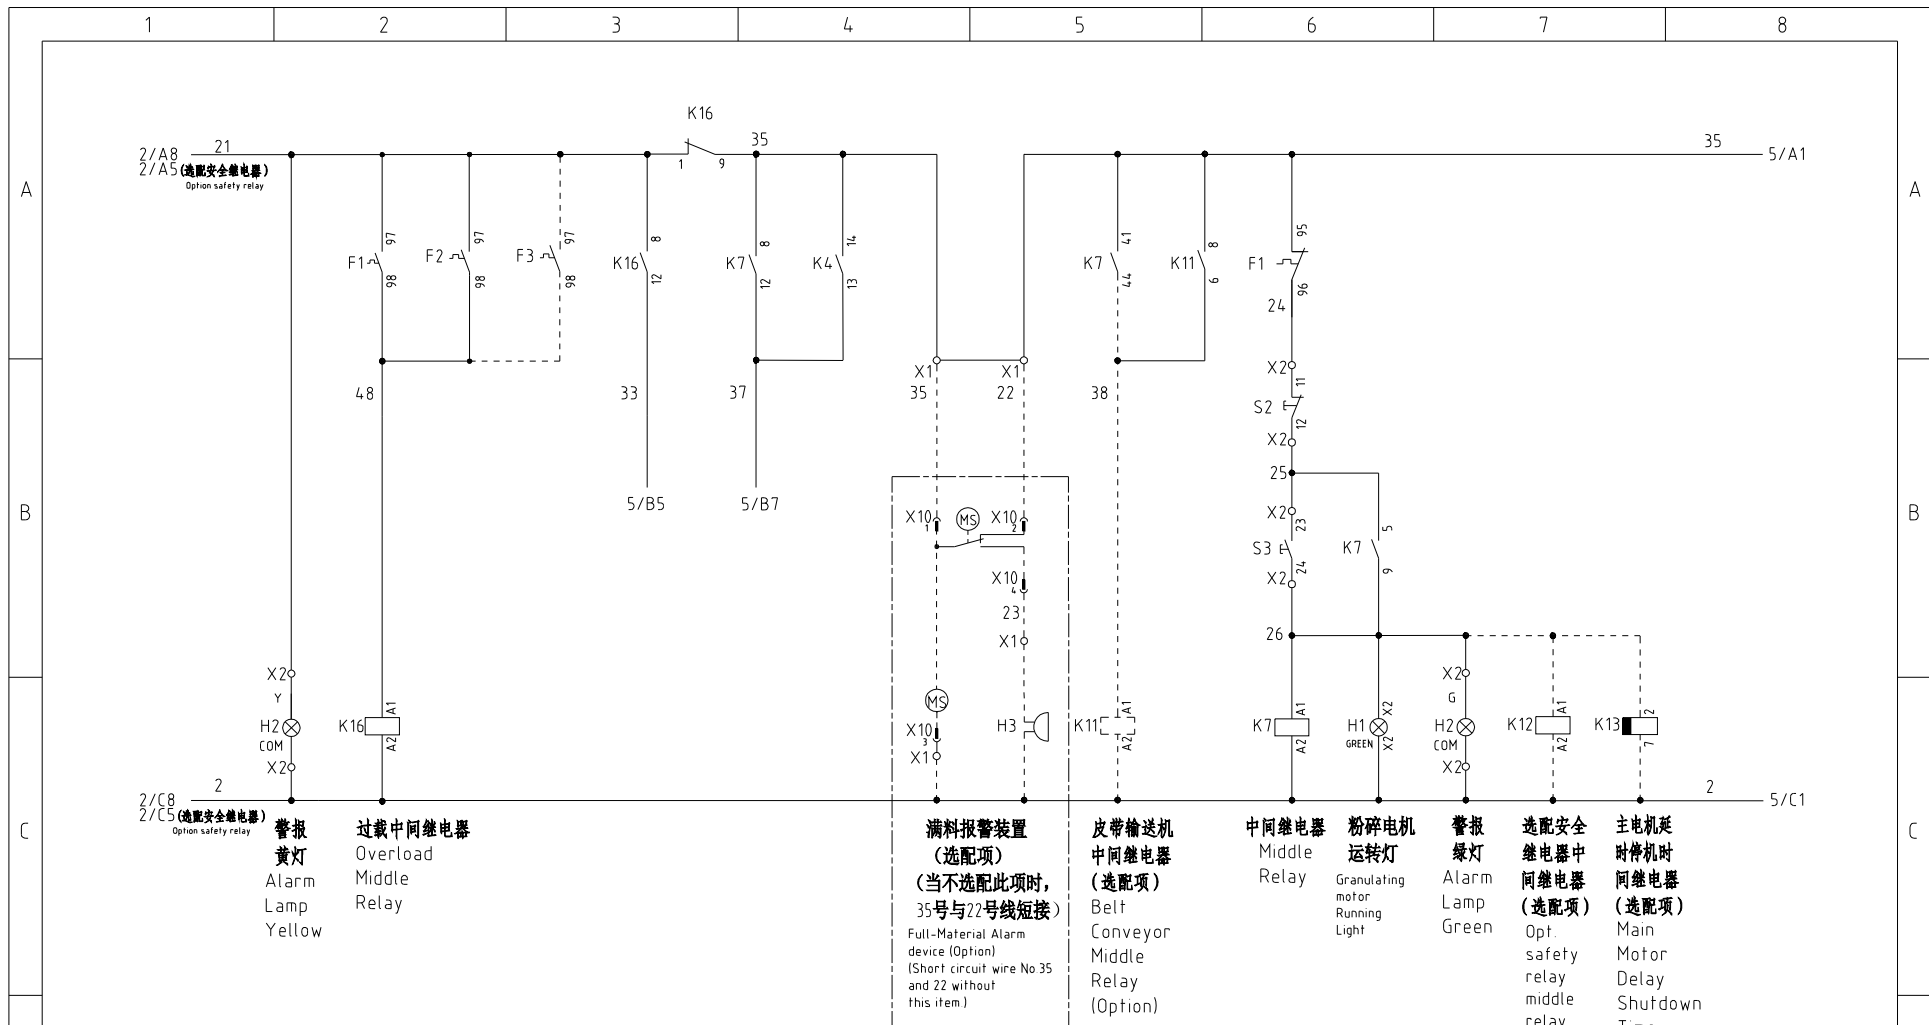 1 2 3 4 5 6 7 8
K16
2/A8 21 35 35 5/A1
2/A5 (选配安全继电器)
Option safety relay
1 9
A A
97 97 97 8 8 14 41 8 95
F1 F2 F3 K16 K7 K4 K7 K11 F1
98 98 98 12 12 13 44 6 96
24
X1 X1 X2
11
48 33 37 35 22 38
S2
12
X2
25
5/B5 5/B7
B B
X10 MS X10 X2
1 2 23 5
S3 K7
24 9
X10 X2
4
23
26
X1
X2 X2
Y MS A1 A1 G A1 2
X2
H2 K16 X10 H3 K11 K7 H1 H2 K12 K13
COM A2 3 A2 A2 GREEN X2 COM A2 7
X1
X2 X2
2/C8 2 2 5/C1
2/C5 (选配安全继电器)
Option safety relay
C C
警报
黄灯
Alarm
Lamp
Yellow
过载中间继电器
Overload
Middle
Relay
满料报警装置
(选配项)
(当不选配此项时,
35号与22号线短接)
Full-Material Alarm
device (Option)
(Short circuit wire No.35
and 22 without
this item.)
皮带输送机
中间继电器
(选配项)
Belt
Conveyor
Middle
Relay
(Option)
中间继电器
Middle
Relay
粉碎电机
运转灯
Granulating
motor
Running
Light
警报
绿灯
Alarm
Lamp
Green
选配安全
继电器中
间继电器
(选配项)
Opt.
safety
relay
middle
relay
主电机延
时停机时
间继电器
(选配项)
Main
Motor
Delay
Shutdown